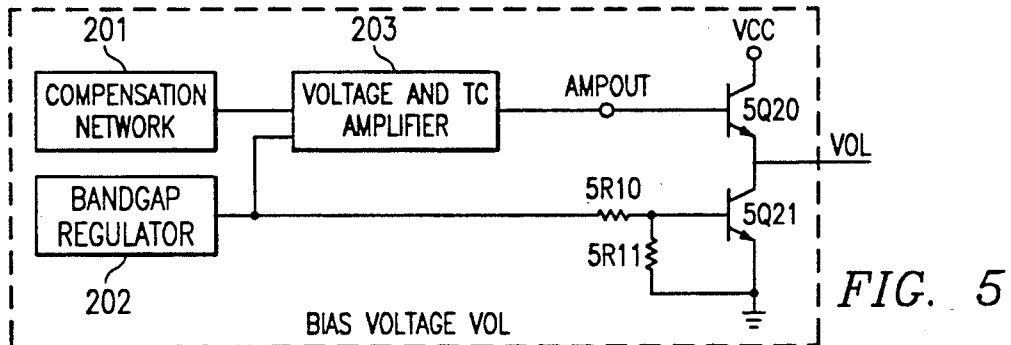 201
203
VCC
COMPENSATION
NETWORK
VOLTAGE AND TC
AMPLIFIER
AMPOUT
5Q20
VOL
BANDGAP
REGULATOR
5R10
5Q21
5R11
202
BIAS VOLTAGE VOL
FIG. 5